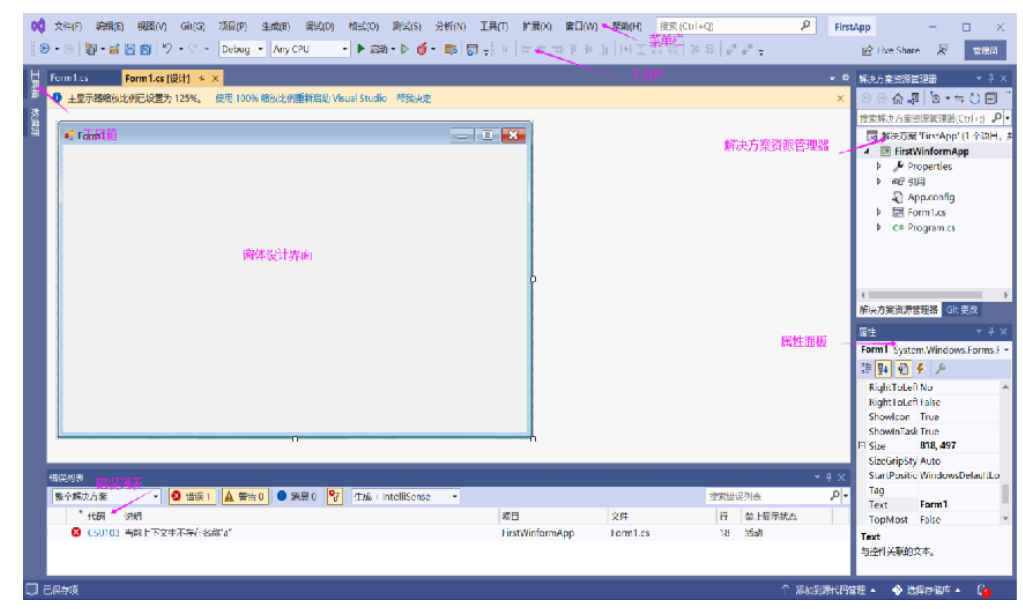 文件(F) 编辑(E) 视图(V) Git(G) 项目(P) 生成(B) 调试(D) 格式(O) 测试(S) 分析(N) 工具(T) 扩展(X) 窗口(W) 帮助(H) 搜索 (Ctrl+Q) FirstApp
菜单栏
Debug Any CPU 启动 Live Share 管理员
工具栏
工具箱 数据源
Form1.cs Form1.cs [设计]
主显示器缩放比例已设置为 125%。 使用 100% 缩放比例重新启动 Visual Studio 帮我决定
Form1
工具箱
窗体设计界面
解决方案资源管理器
解决方案资源管理器
搜索解决方案资源管理器(Ctrl+;)
解决方案 'FirstApp' (1 个项目，共
FirstWinformApp
Properties
引用
App.config
Form1.cs
C# Program.cs
解决方案资源管理器 Git 更改
属性面板
属性
Form1 System.Windows.Forms.F
RightToLeft No
RightToLeft False
ShowIcon True
ShowInTask True
Size 818, 497
SizeGripSty Auto
StartPositio WindowsDefaultLo
Tag
Text Form1
TopMost False
Text
与控件关联的文本。
错误列表
错误列表
整个解决方案 错误 1 警告 0 消息 0 生成 + IntelliSense 搜索错误列表
代码 说明 项目 文件 行 禁止显示状态
CS0103 当前上下文中不存在名称"a" FirstWinformApp Form1.cs 18 活动
已保存项 添加到源代码管理 选择存储库